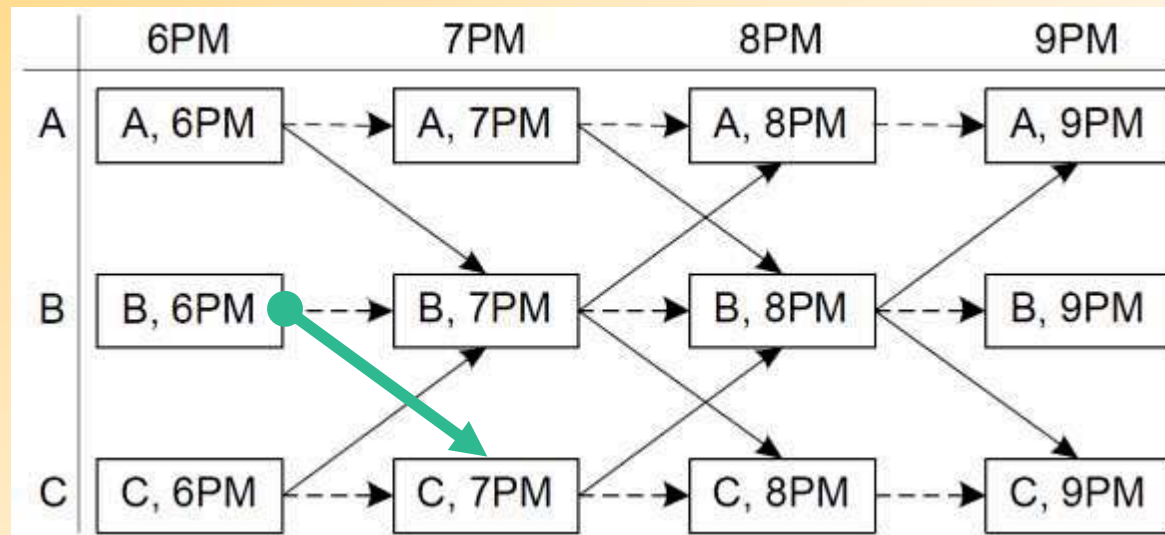 6PM 7PM 8PM 9PM
A A, 6PM A, 7PM A, 8PM A, 9PM
B B, 6PM B, 7PM B, 8PM B, 9PM
C C, 6PM C, 7PM C, 8PM C, 9PM